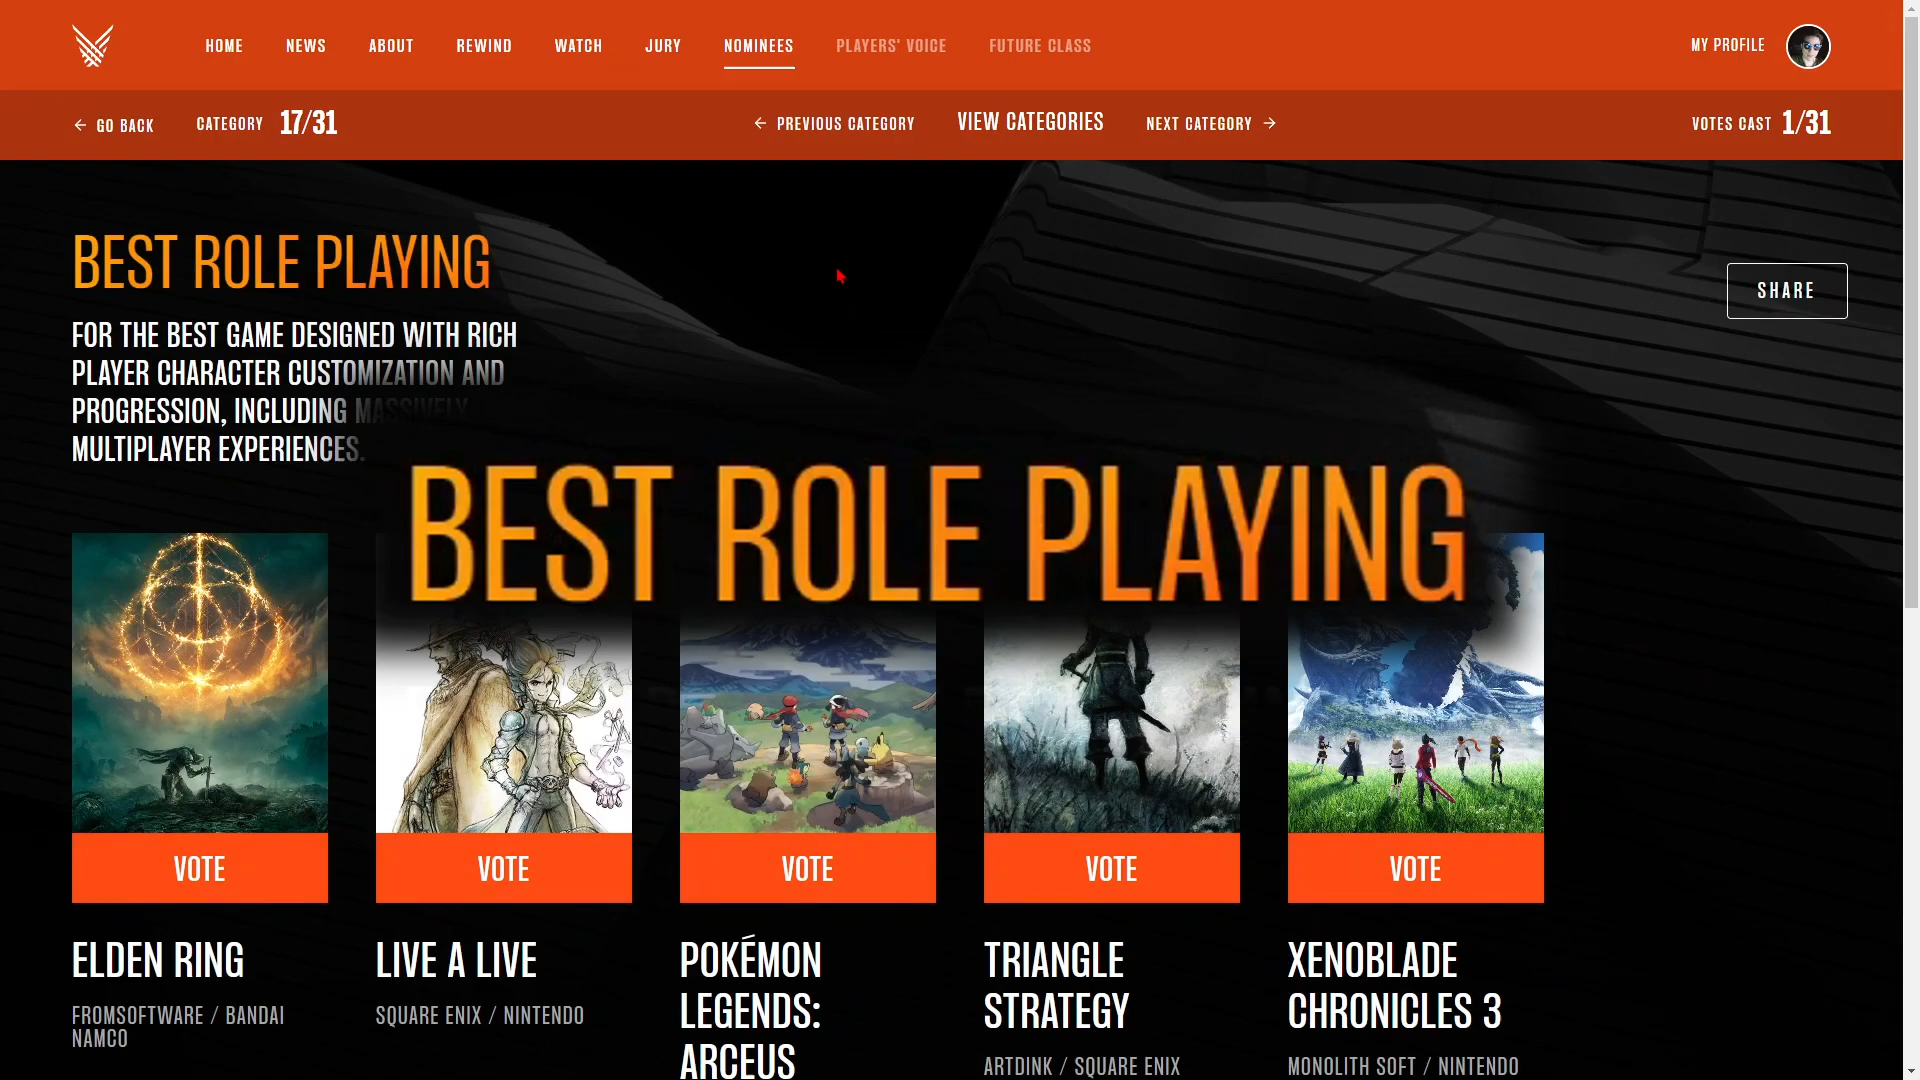 HOME
NEWS
ABOUT
REWIND
WATCH
JURY
NOMINEES
PLAYERS' VOICE
FUTURE CLASS
MY PROFILE
← GO BACK
CATEGORY 17/31
← PREVIOUS CATEGORY
VIEW CATEGORIES
NEXT CATEGORY →
VOTES CAST 1/31
BEST ROLE PLAYING
SHARE
FOR THE BEST GAME DESIGNED WITH RICH
PLAYER CHARACTER CUSTOMIZATION AND
PROGRESSION, INCLUDING MASSIVELY
MULTIPLAYER EXPERIENCES.
BEST ROLE PLAYING
VOTE
VOTE
VOTE
VOTE
VOTE
ELDEN RING
FROMSOFTWARE / BANDAI
NAMCO
LIVE A LIVE
SQUARE ENIX / NINTENDO
POKÉMON
LEGENDS:
ARCEUS
TRIANGLE
STRATEGY
ARTDINK / SQUARE ENIX
XENOBLADE
CHRONICLES 3
MONOLITH SOFT / NINTENDO